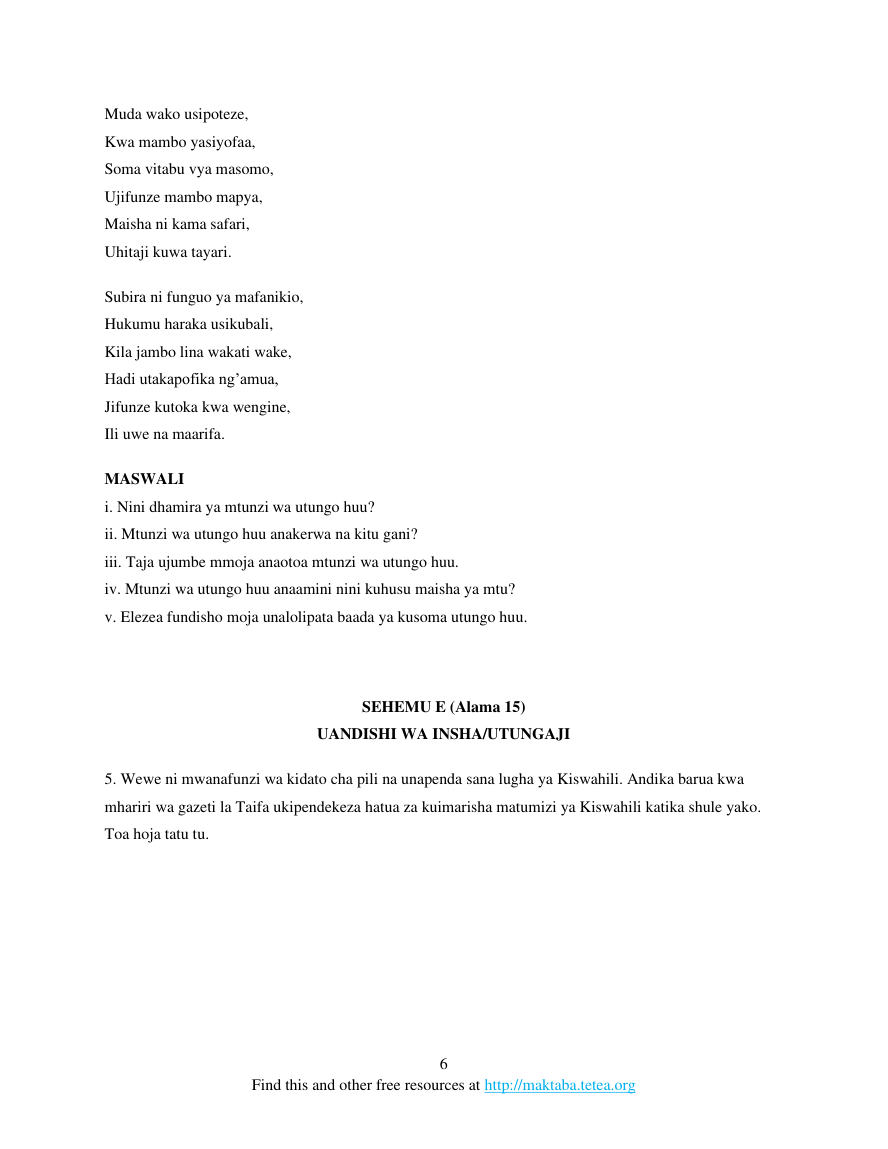 Muda wako usipoteze,
Kwa mambo yasiyofaa,
Soma vitabu vya masomo,
Ujifunze mambo mapya,
Maisha ni kama safari,
Uhitaji kuwa tayari.
Subira ni funguo ya mafanikio,
Hukumu haraka usikubali,
Kila jambo lina wakati wake,
Hadi utakapofika ng’amua,
Jifunze kutoka kwa wengine,
Ili uwe na maarifa.
MASWALI
i. Nini dhamira ya mtunzi wa utungo huu?
ii. Mtunzi wa utungo huu anakerwa na kitu gani?
iii. Taja ujumbe mmoja anaotoa mtunzi wa utungo huu.
iv. Mtunzi wa utungo huu anaamini nini kuhusu maisha ya mtu?
v. Elezea fundisho moja unalolipata baada ya kusoma utungo huu.
SEHEMU E (Alama 15)
UANDISHI WA INSHA/UTUNGAJI
5. Wewe ni mwanafunzi wa kidato cha pili na unapenda sana lugha ya Kiswahili. Andika barua kwa
mhariri wa gazeti la Taifa ukipendekeza hatua za kuimarisha matumizi ya Kiswahili katika shule yako.
Toa hoja tatu tu.
6
Find this and other free resources at http://maktaba.tetea.org